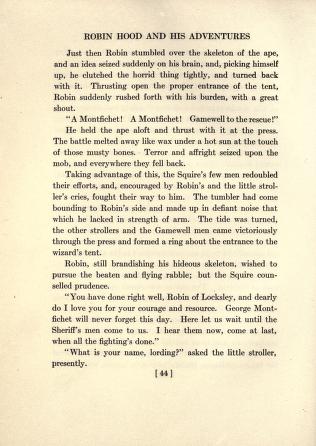 ROBIN HOOD AND HIS ADVENTURES
Just then Robin stumbled over the skeleton of the ape,
and an idea seized suddenly on his brain, and, picking himself
up, he clutched the horrid thing tightly, and turned back
with it. Thrusting open the proper entrance of the tent,
Robin suddenly rushed forth with his burden, with a great
shout.
"A Montfichet! A Montfichet! Gamewell to the rescue!"
He held the ape aloft and thrust with it at the press.
The battle melted away like wax under a hot sun at the touch
of those musty bones. Terror and affright seized upon the
mob, and everywhere they fell back.
Taking advantage of this, the Squire's few men redoubled
their efforts, and, encouraged by Robin's and the little strol-
ler's cries, fought their way to him. The tumbler had come
bounding to Robin's side and made up in defiant noise that
which he lacked in strength of arm. The tide was turned,
the other strollers and the Gamewell men came victoriously
through the press and formed a ring about the entrance to the
wizard's tent.
Robin, still brandishing his hideous skeleton, wished to
pursue the beaten and flying rabble; but the Squire coun-
selled prudence.
"You have done right well, Robin of Locksley, and dearly
do I love you for your courage and resource. George Mont-
fichet will never forget this day. Here let us wait until the
Sheriff's men come to us. I hear them now, come at last,
when all the fighting's done."
"What is your name, lording?" asked the little stroller,
presently.
[ 44 ]